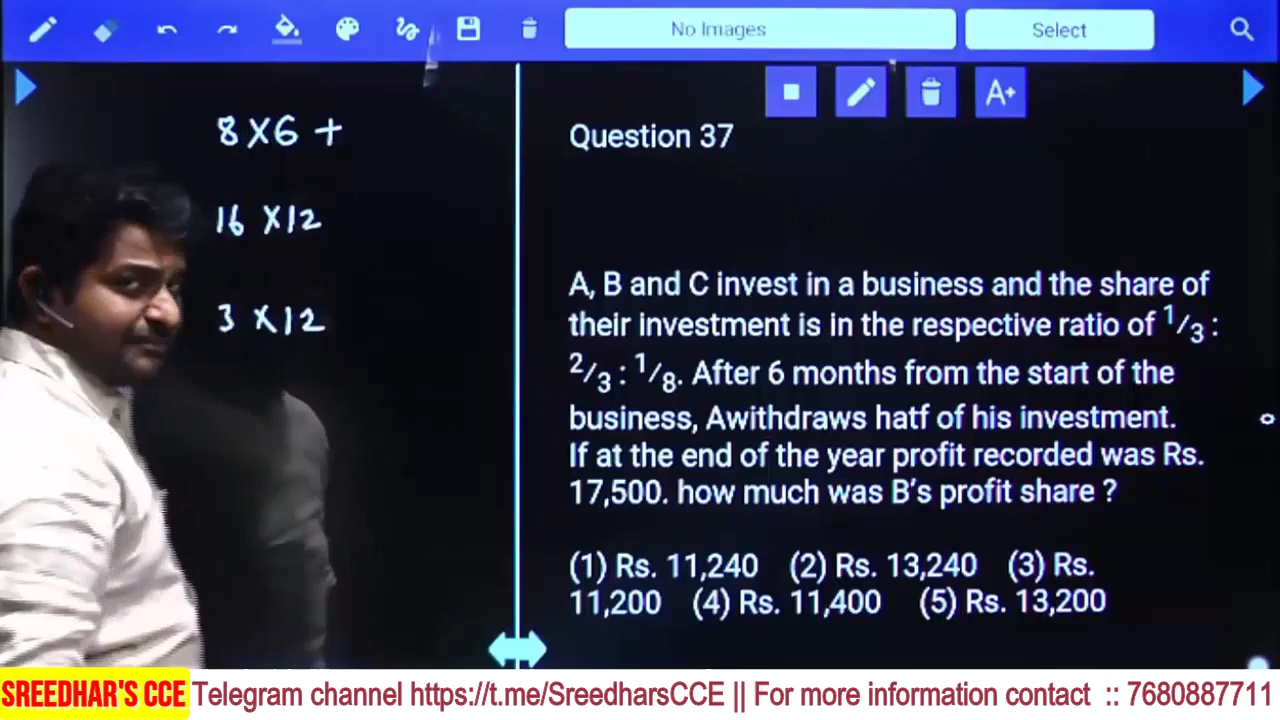 No Images
Select
A+
8 X 6 +
16 X 12
3 X 12
Question 37
A, B and C invest in a business and the share of
their investment is in the respective ratio of 1/3 :
2/3 : 1/8. After 6 months from the start of the
business, Awithdraws hatf of his investment.
If at the end of the year profit recorded was Rs.
17,500. how much was B's profit share ?
(1) Rs. 11,240 (2) Rs. 13,240 (3) Rs.
11,200 (4) Rs. 11,400 (5) Rs. 13,200
SREEDHAR'S CCE Telegram channel https://t.me/SreedharsCCE || For more information contact :: 7680887711